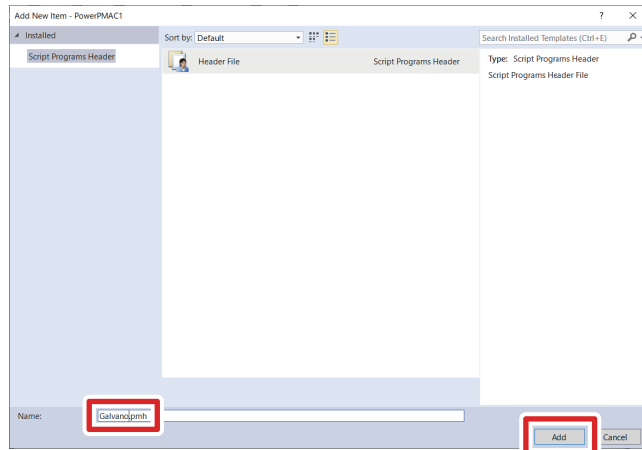 Add New Item - PowerPMAC1 ? ×
Installed
Sort by: Default
Search Installed Templates (Ctrl+E)
Script Programs Header
Header File Script Programs Header
Type: Script Programs Header
Script Programs Header File
Name: Galvano.pmh
Add Cancel